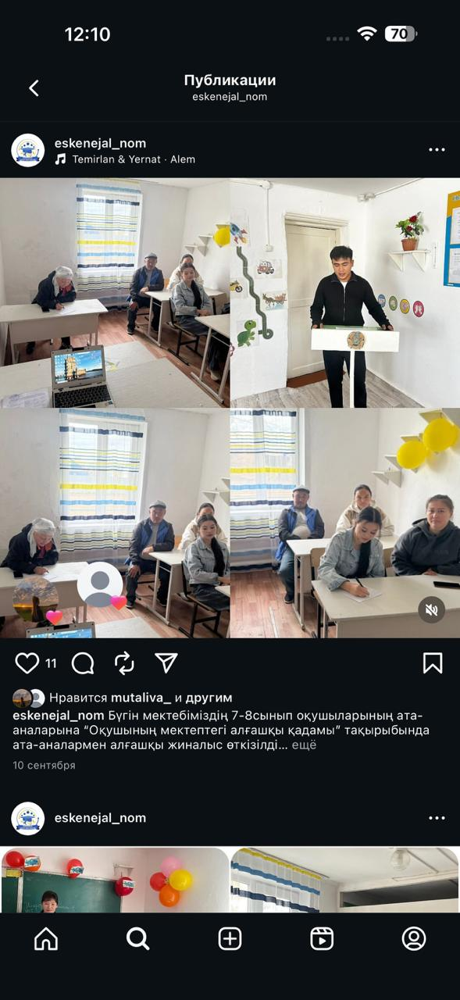 12:10
70
Публикации
eskenejal_nom
eskenejal_nom
Temirlan & Yernat · Alem
11
Нравится mutaliva_ и другим
eskenejal_nom Бүгін мектебіміздің 7-8сынып оқушыларының ата-
аналарына “Оқушының мектептегі алғашқы қадамы” тақырыбында
ата-аналармен алғашқы жиналыс өткізілді... ещё
10 сентября
eskenejal_nom